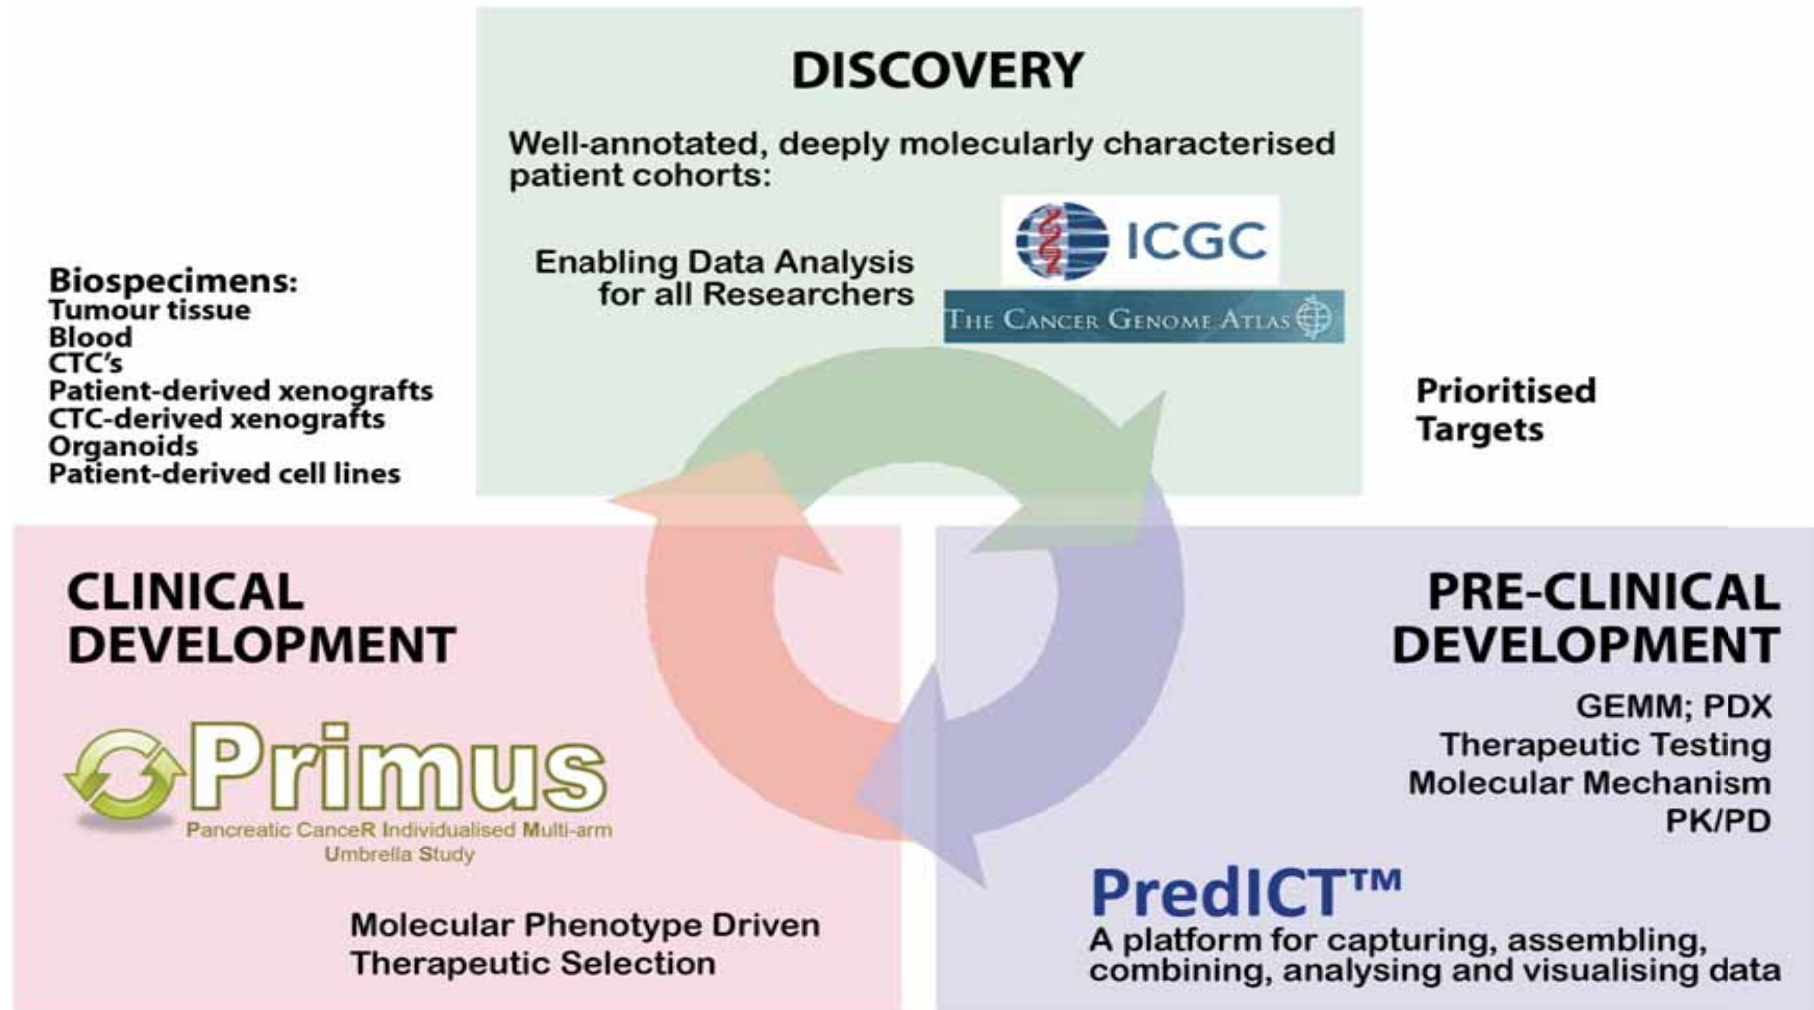 DISCOVERY
Well-annotated, deeply molecularly characterised
patient cohorts:
Enabling Data Analysis
for all Researchers
ICGC
THE CANCER GENOME ATLAS
Biospecimens:
Tumour tissue
Blood
CTC's
Patient-derived xenografts
CTC-derived xenografts
Organoids
Patient-derived cell lines
Prioritised
Targets
CLINICAL
DEVELOPMENT
Primus
Pancreatic CanceR Individualised Multi-arm
Umbrella Study
Molecular Phenotype Driven
Therapeutic Selection
PRE-CLINICAL
DEVELOPMENT
GEMM; PDX
Therapeutic Testing
Molecular Mechanism
PK/PD
PredICT™
A platform for capturing, assembling,
combining, analysing and visualising data